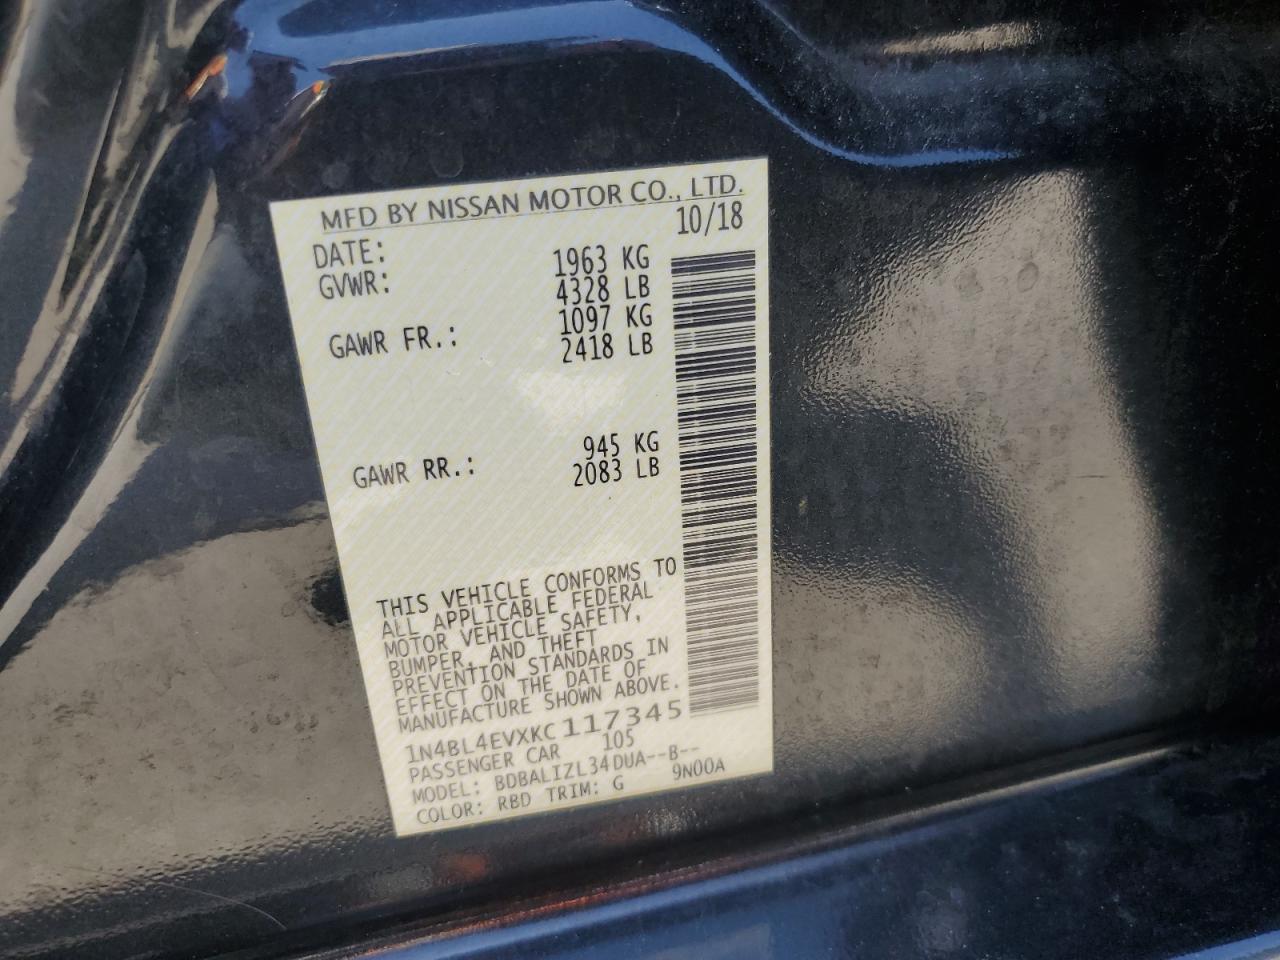 MFD BY NISSAN MOTOR CO., LTD.
DATE: 10/18
GVWR: 1963 KG
4328 LB
GAWR FR.: 1097 KG
2418 LB
GAWR RR.: 945 KG
2083 LB
THIS VEHICLE CONFORMS TO
ALL APPLICABLE FEDERAL
MOTOR VEHICLE SAFETY,
BUMPER, AND THEFT
PREVENTION STANDARDS IN
EFFECT ON THE DATE OF
MANUFACTURE SHOWN ABOVE.
1N4BL4EVXKC117345
PASSENGER CAR 105
MODEL: BDBALIZL34DUA--B--
COLOR: RBD TRIM: G 9N00A